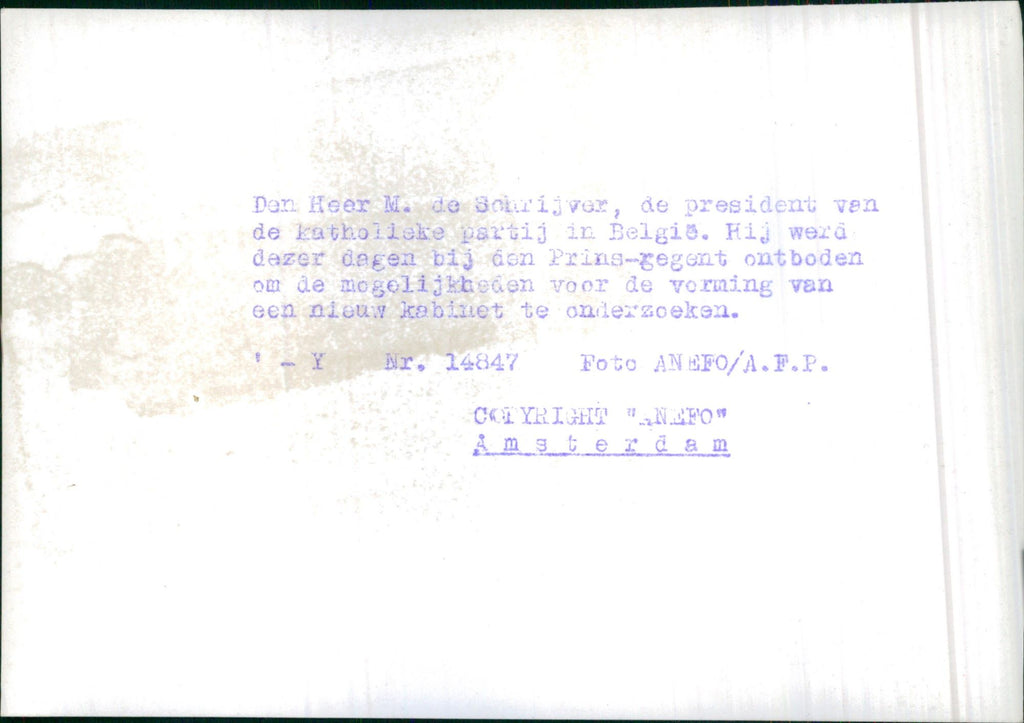 Den Heer M. de Schrijver, de president van
de katholieke partij in België. Hij werd
dezer dagen bij den Prins-gegent ontboden
om de mogelijkheden voor de vorming van
een nieuw kabinet te onderzoeken.
' - Y Nr. 14847 Foto ANEFO/A.F.P.
COPYRIGHT "ANEFO"
Amsterdam